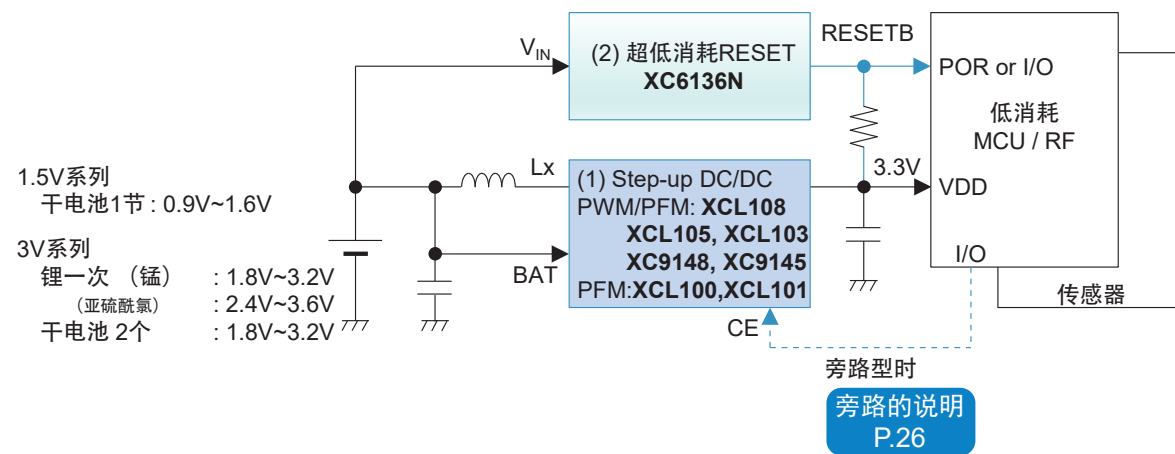 V_IN
(2) 超低消耗RESET
XC6136N
RESETB
POR or I/O
低消耗
MCU / RF
3.3V
VDD
I/O
传感器
1.5V系列
干电池1节 : 0.9V~1.6V
3V系列
锂一次 （锰） : 1.8V~3.2V
（亚硫酰氯） : 2.4V~3.6V
干电池 2个 : 1.8V~3.2V
Lx
BAT
(1) Step-up DC/DC
PWM/PFM: XCL108
XCL105, XCL103
XC9148, XC9145
PFM:XCL100,XCL101
CE
旁路型时
旁路的说明
P.26